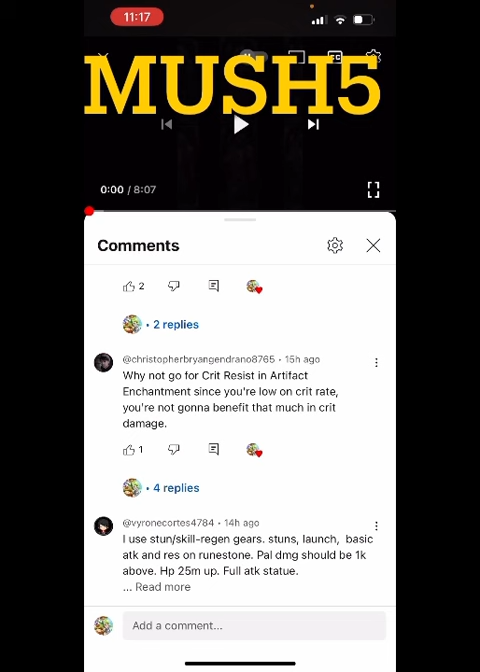 11:17
MUSH5
0:00 / 8:07
Comments
2
• 2 replies
@christopherbryangendrano8765 • 15h ago
Why not go for Crit Resist in Artifact
Enchantment since you're low on crit rate,
you're not gonna benefit that much in crit
damage.
1
• 4 replies
@vyronecortes4784 • 14h ago
I use stun/skill-regen gears. stuns, launch, basic
atk and res on runestone. Pal dmg should be 1k
above. Hp 25m up. Full atk statue.
... Read more
Add a comment...